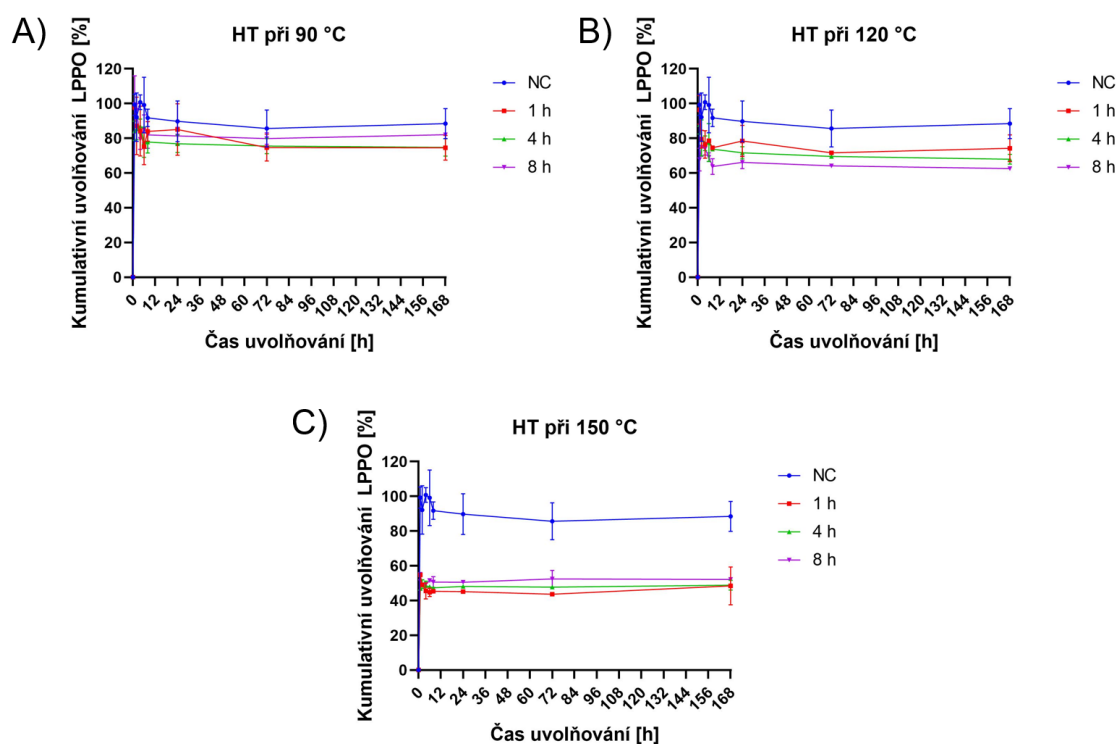 A)
HT při 90 °C
Kumulativní uvolňování LPPO [%]
120
100
80
60
40
20
0
0 12 24 36 48 60 72 84 96 108 120 132 144 156 168
Čas uvolňování [h]
NC
1 h
4 h
8 h
B)
HT při 120 °C
Kumulativní uvolňování LPPO [%]
120
100
80
60
40
20
0
0 12 24 36 48 60 72 84 96 108 120 132 144 156 168
Čas uvolňování [h]
NC
1 h
4 h
8 h
C)
HT při 150 °C
Kumulativní uvolňování LPPO [%]
120
100
80
60
40
20
0
0 12 24 36 48 60 72 84 96 108 120 132 144 156 168
Čas uvolňování [h]
NC
1 h
4 h
8 h